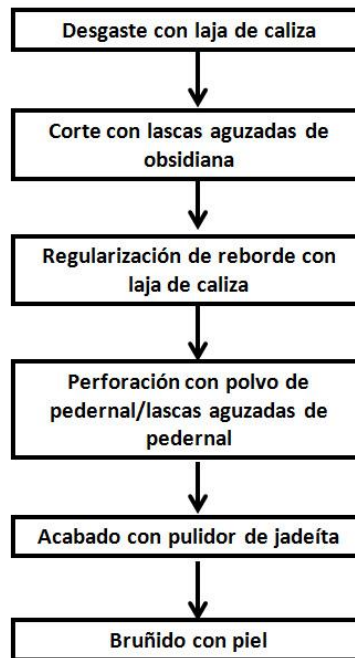 Desgaste con laja de caliza
Corte con lascas aguzadas de
obsidiana
Regularización de reborde con
laja de caliza
Perforación con polvo de
pedernal/lascas aguzadas de
pedernal
Acabado con pulidor de jadeíta
Bruñido con piel